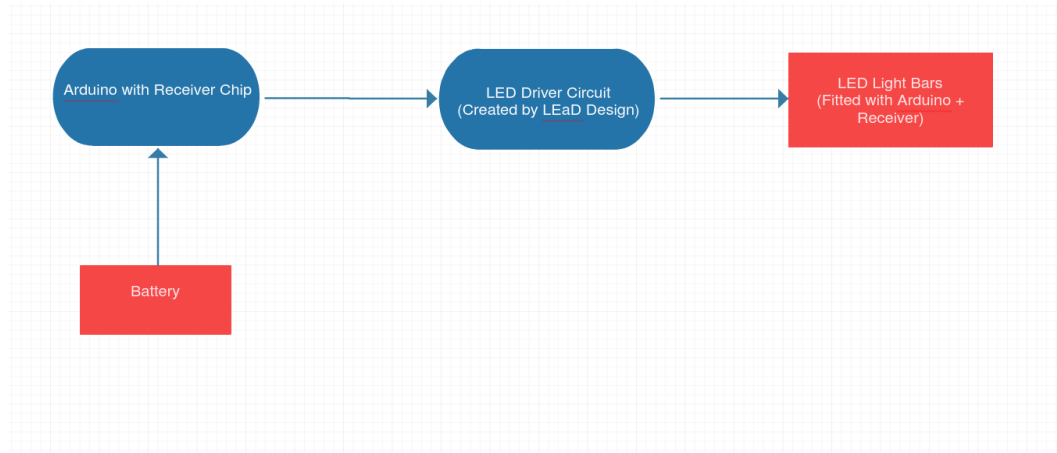 Arduino with Receiver Chip
LED Driver Circuit
(Created by LEaD Design)
LED Light Bars
(Fitted with Arduino +
Receiver)
Battery